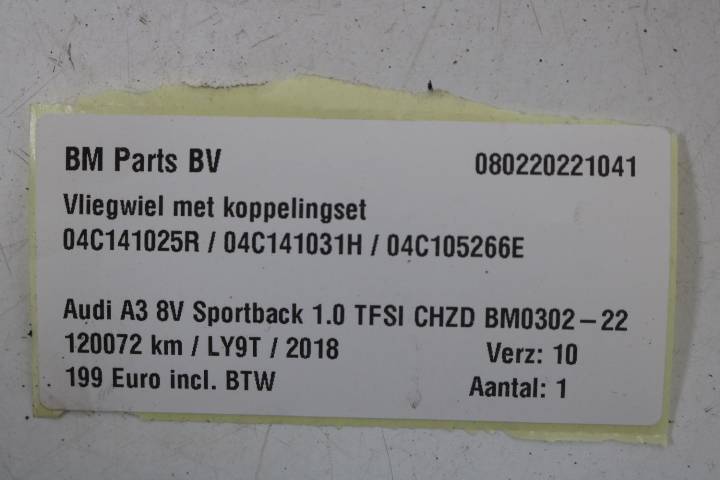 BM Parts BV 080220221041
Vliegwiel met koppelingset
04C141025R / 04C141031H / 04C105266E
Audi A3 8V Sportback 1.0 TFSI CHZD BM0302-22
120072 km / LY9T / 2018 Verz: 10
199 Euro incl. BTW Aantal: 1